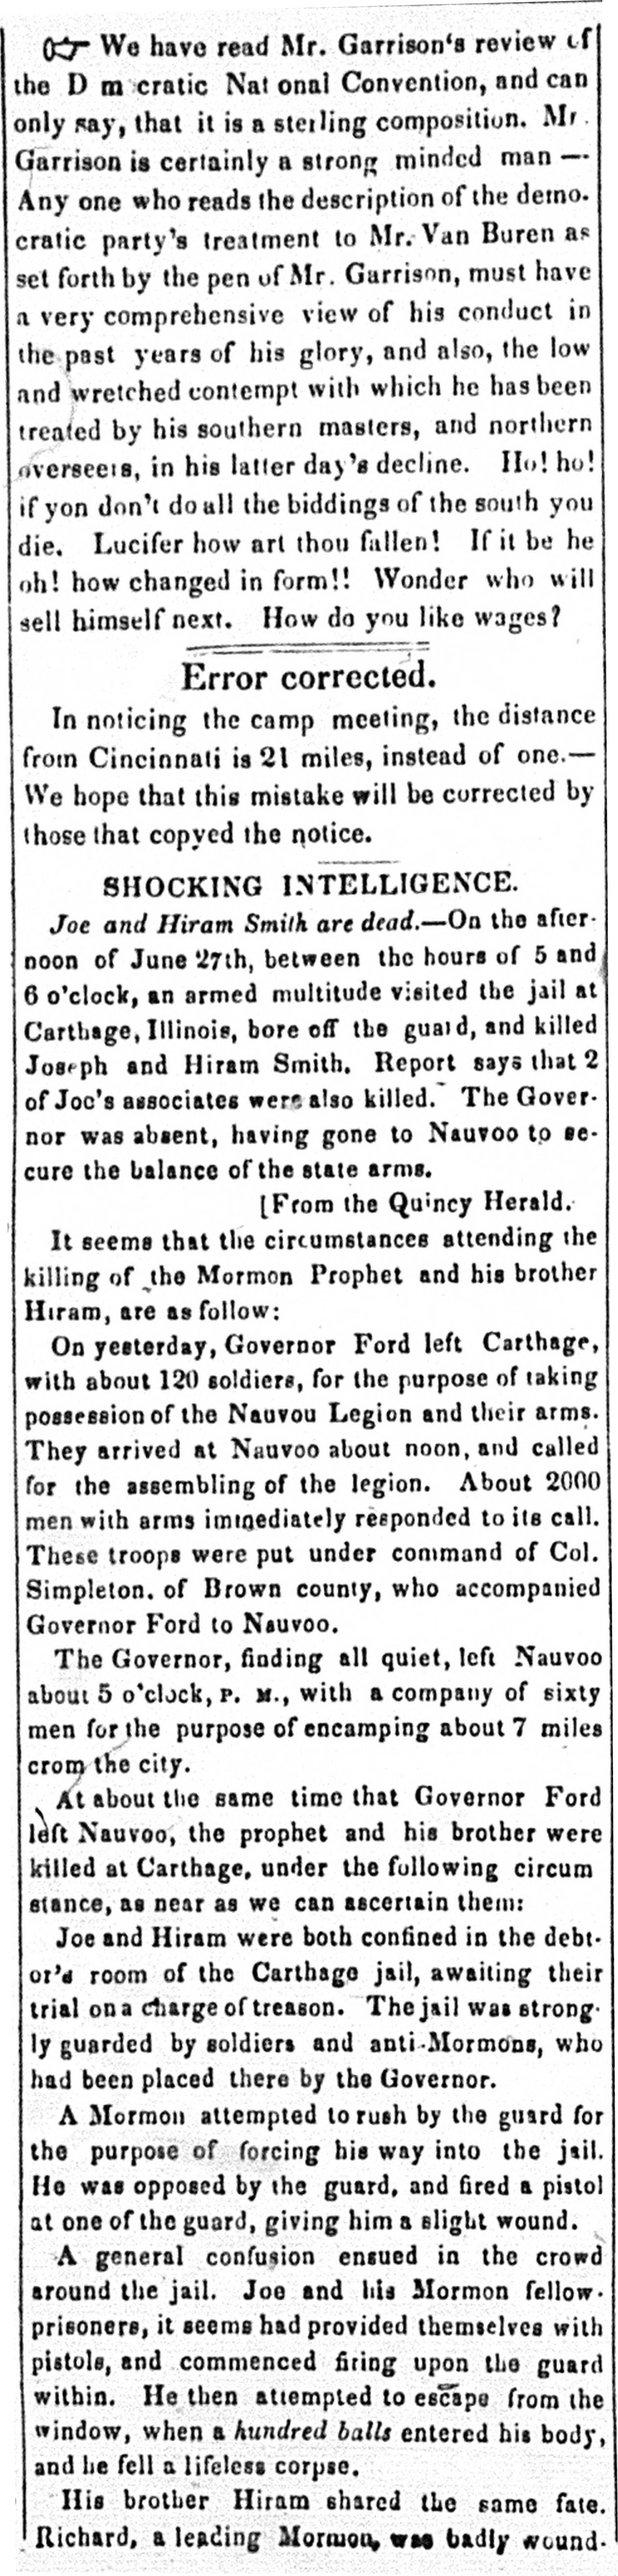 We have read Mr. Garrison's review of
the D m cratic Nat onal Convention, and can
only say, that it is a sterling composition. Mr.
Garrison is certainly a strong minded man —
Any one who reads the description of the demo-
cratic party's treatment to Mr. Van Buren as
set forth by the pen of Mr. Garrison, must have
a very comprehensive view of his conduct in
the past years of his glory, and also, the low
and wretched contempt with which he has been
treated by his southern masters, and northern
overseers, in his latter day's decline. Ho! ho!
if yon don't do all the biddings of the south you
die. Lucifer how art thou fallen! If it be he
oh! how changed in form!! Wonder who will
sell himself next. How do you like wages?
Error corrected.
In noticing the camp meeting, the distance
from Cincinnati is 21 miles, instead of one.—
We hope that this mistake will be corrected by
those that copyed the notice.
SHOCKING INTELLIGENCE.
Joe and Hiram Smith are dead.—On the after-
noon of June 27th, between the hours of 5 and
6 o'clock, an armed multitude visited the jail at
Carthage, Illinois, bore off the guard, and killed
Joseph and Hiram Smith. Report says that 2
of Joe's associates were also killed. The Gover-
nor was absent, having gone to Nauvoo to se-
cure the balance of the state arms.
[From the Quincy Herald.
It seems that the circumstances attending the
killing of the Mormon Prophet and his brother
Hiram, are as follow:
On yesterday, Governor Ford left Carthage,
with about 120 soldiers, for the purpose of taking
possession of the Nauvou Legion and their arms.
They arrived at Nauvoo about noon, and called
for the assembling of the legion. About 2000
men with arms immediately responded to its call.
These troops were put under command of Col.
Simpleton. of Brown county, who accompanied
Governor Ford to Nauvoo.
The Governor, finding all quiet, left Nauvoo
about 5 o'clock, P. M., with a company of sixty
men for the purpose of encamping about 7 miles
crom the city.
At about the same time that Governor Ford
left Nauvoo, the prophet and his brother were
killed at Carthage, under the following circum
stance, as near as we can ascertain them:
Joe and Hiram were both confined in the debt-
or's room of the Carthage jail, awaiting their
trial on a charge of treason. The jail was strong-
ly guarded by soldiers and anti-Mormons, who
had been placed there by the Governor.
A Mormon attempted to rush by the guard for
the purpose of forcing his way into the jail.
He was opposed by the guard, and fired a pistol
at one of the guard, giving him a slight wound.
A general confusion ensued in the crowd
around the jail. Joe and his Mormon fellow-
prisoners, it seems had provided themselves with
pistols, and commenced firing upon the guard
within. He then attempted to escape from the
window, when a hundred balls entered his body,
and he fell a lifeless corpse.
His brother Hiram shared the same fate.
Richard, a leading Mormon, was badly wound-